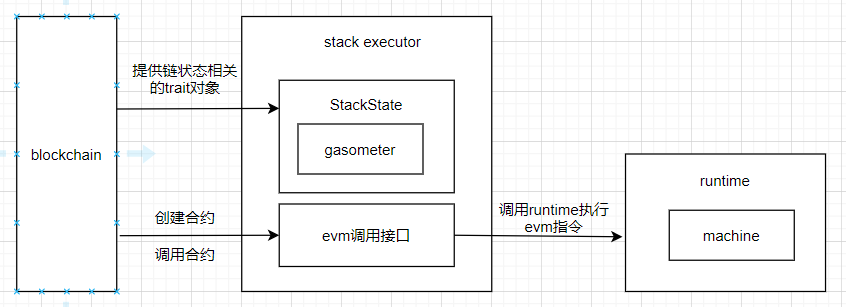 stack executor
提供链状态相关
的trait对象
StackState
gasometer
blockchain
创建合约
调用合约
evm调用接口
调用runtime执行
evm指令
runtime
machine